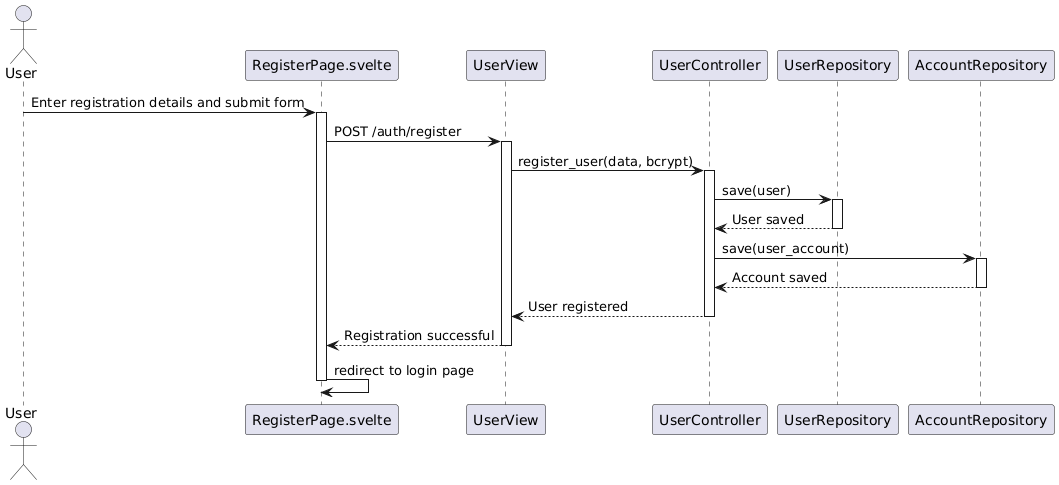 User
RegisterPage.svelte
UserView
UserController
UserRepository
AccountRepository
Enter registration details and submit form
POST /auth/register
register_user(data, bcrypt)
save(user)
User saved
save(user_account)
Account saved
User registered
Registration successful
redirect to login page
User
RegisterPage.svelte
UserView
UserController
UserRepository
AccountRepository